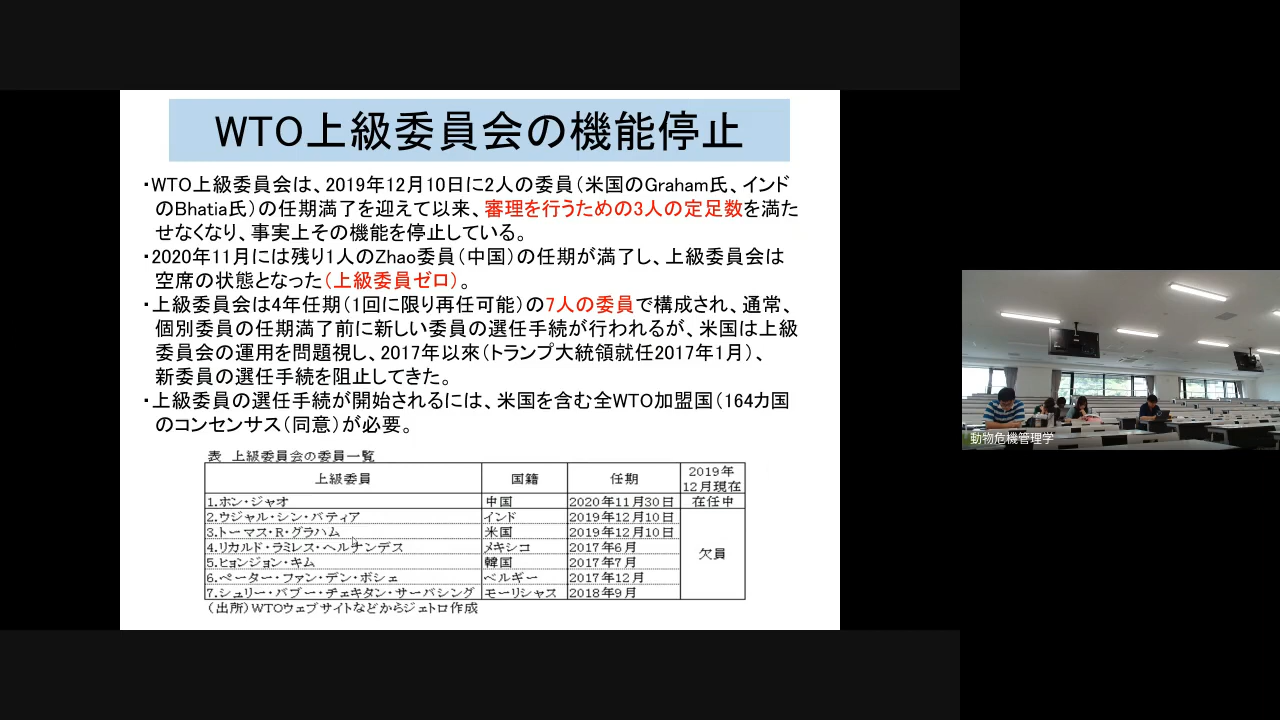 WTO上級委員会の機能停止
・WTO上級委員会は、2019年12月10日に2人の委員（米国のGraham氏、インド
のBhatia氏）の任期満了を迎えて以来、審理を行うための3人の定足数を満た
せなくなり、事実上その機能を停止している。
・2020年11月には残り1人のZhao委員（中国）の任期が満了し、上級委員会は
空席の状態となった（上級委員ゼロ）。
・上級委員会は4年任期（1回に限り再任可能）の7人の委員で構成され、通常、
個別委員の任期満了前に新しい委員の選任手続が行われるが、米国は上級
委員会の運用を問題視し、2017年以来（トランプ大統領就任2017年1月）、
新委員の選任手続を阻止してきた。
・上級委員の選任手続が開始されるには、米国を含む全WTO加盟国（164カ国
のコンセンサス（同意）が必要。
表 上級委員会の委員一覧
上級委員 国籍 任期 2019年
12月現在
1.ホン・ジャオ 中国 2020年11月30日 在任中
2.ウジャル・シン・バティア インド 2019年12月10日
3.トーマス・R・グラハム 米国 2019年12月10日
4.リカルド・ラミレス・ヘルナンデス メキシコ 2017年6月
欠員
5.ヒョンジョン・キム 韓国 2017年7月
6.ペーター・ファン・デン・ボシェ ベルギー 2017年12月
7.シュリー・バブー・チェキタン・サーバシング モーリシャス 2018年9月
（出所）WTOウェブサイトなどからジェトロ作成
動物危機管理学